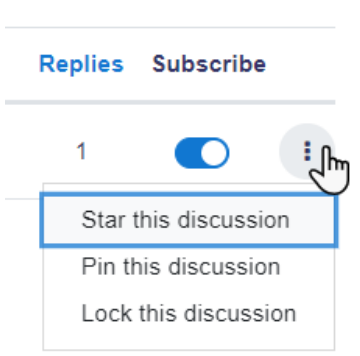 Replies Subscribe
1
Star this discussion
Pin this discussion
Lock this discussion